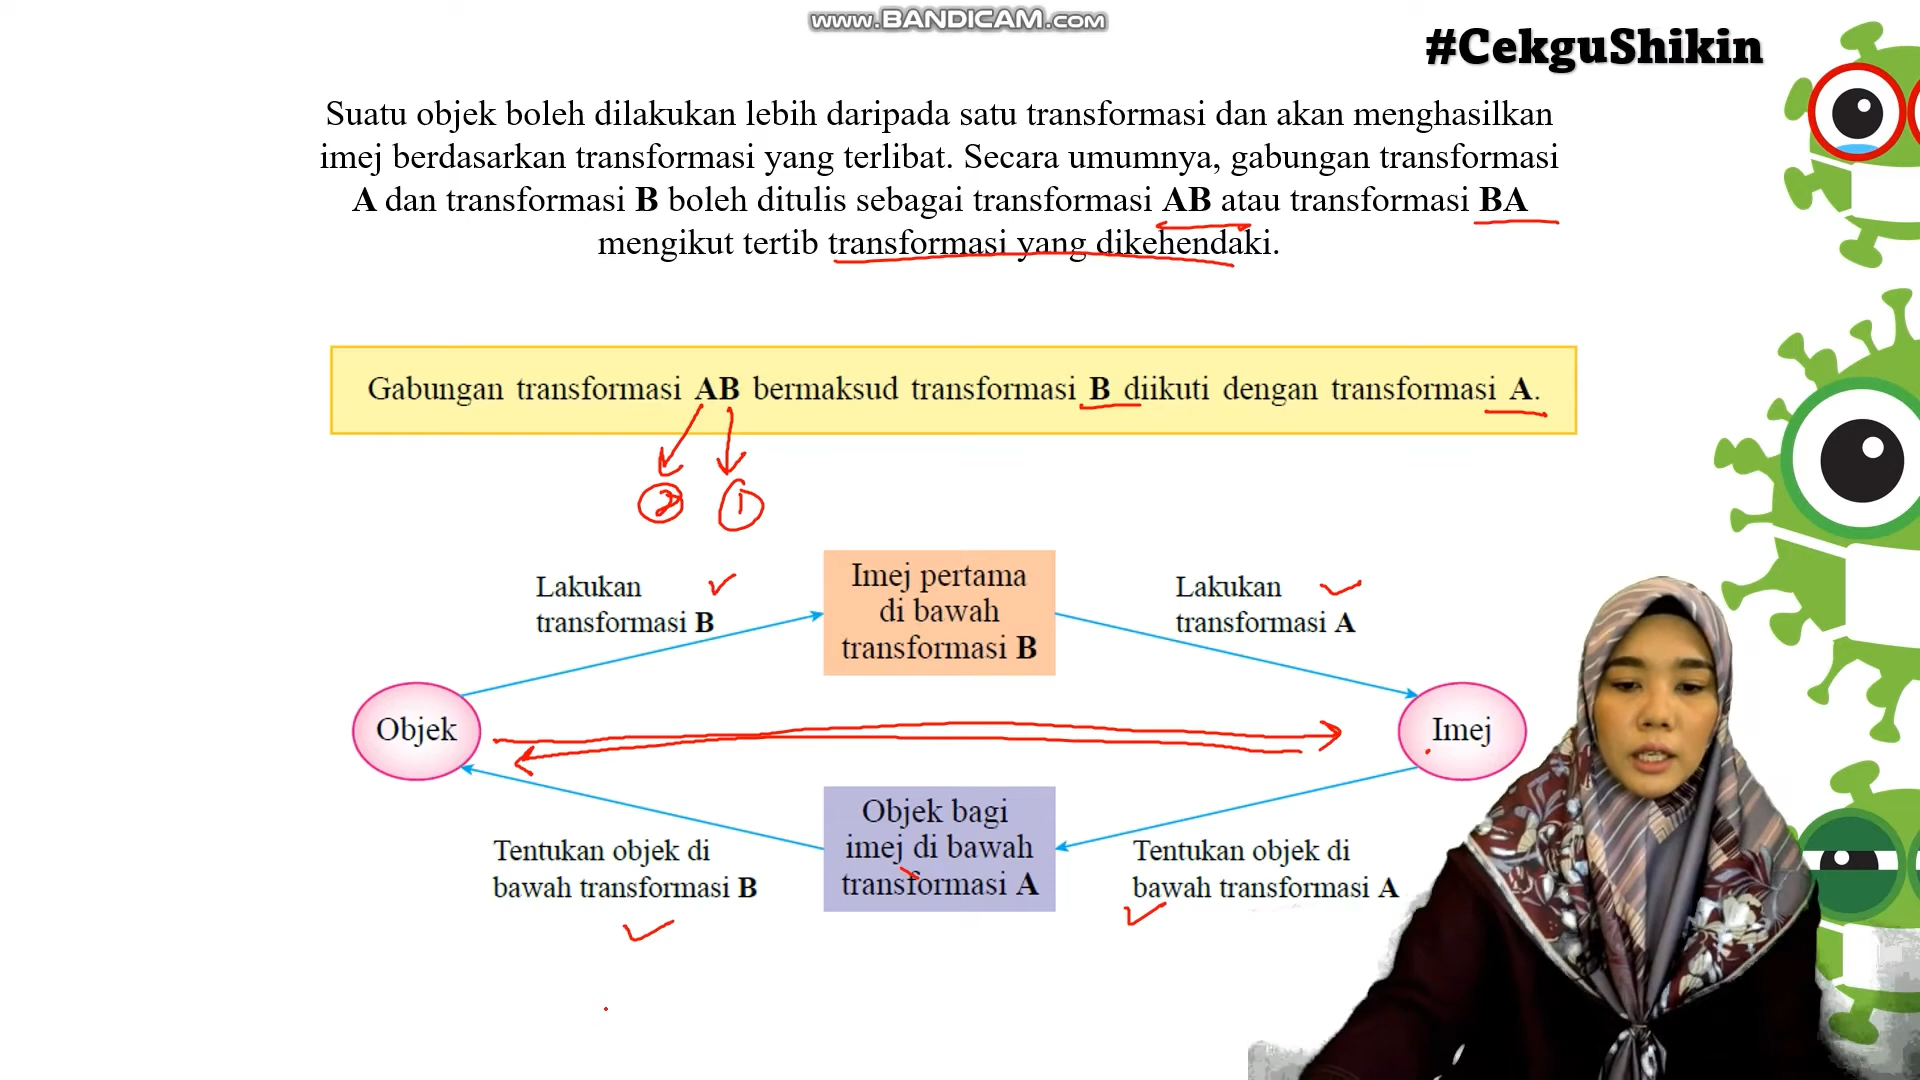 www.BANDICAM.com
#CekguShikin
Suatu objek boleh dilakukan lebih daripada satu transformasi dan akan menghasilkan
imej berdasarkan transformasi yang terlibat. Secara umumnya, gabungan transformasi
A dan transformasi B boleh ditulis sebagai transformasi AB atau transformasi BA
mengikut tertib transformasi yang dikehendaki.
Gabungan transformasi AB bermaksud transformasi B diikuti dengan transformasi A.
2 1
Lakukan
transformasi B
Imej pertama
di bawah
transformasi B
Lakukan
transformasi A
Objek
Imej
Tentukan objek di
bawah transformasi B
Objek bagi
imej di bawah
transformasi A
Tentukan objek di
bawah transformasi A